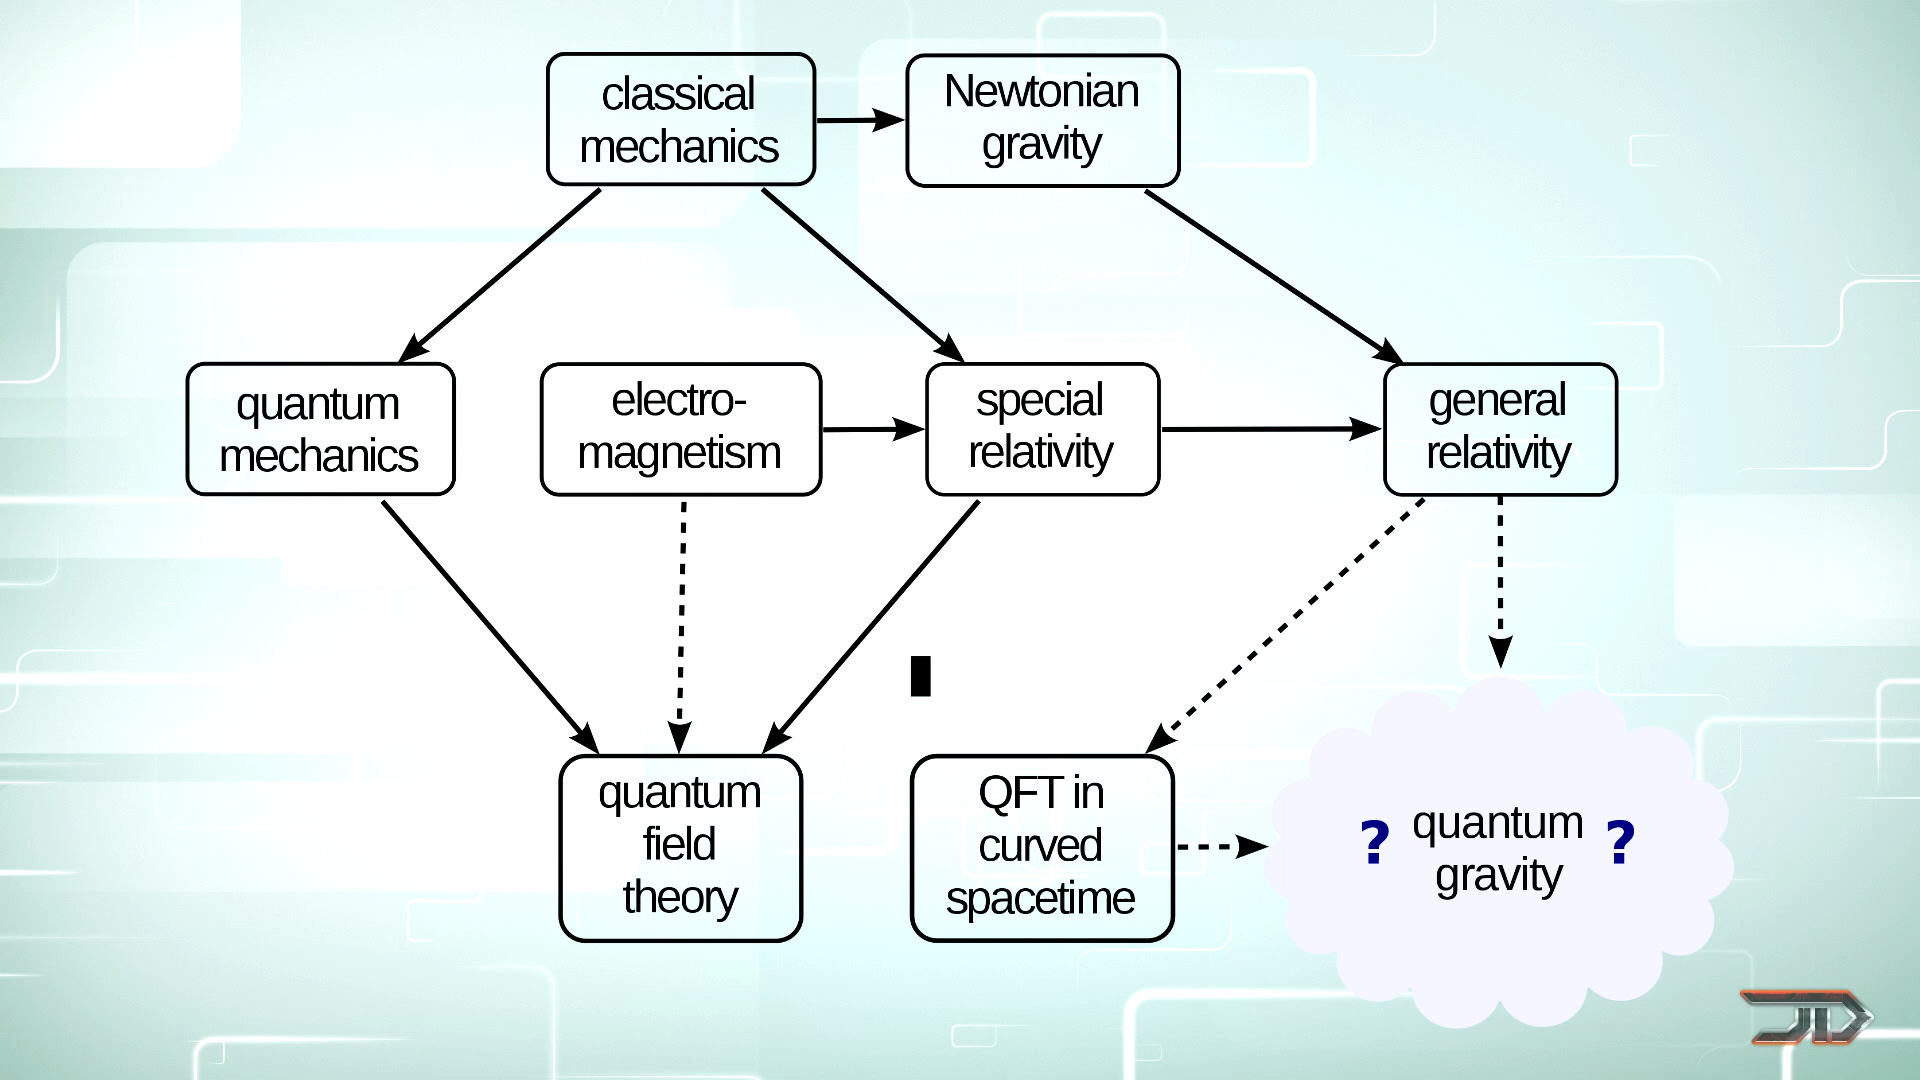 classical
mechanics
Newtonian
gravity
quantum
mechanics
electro-
magnetism
special
relativity
general
relativity
quantum
field
theory
QFT in
curved
spacetime
? quantum ?
gravity
JD